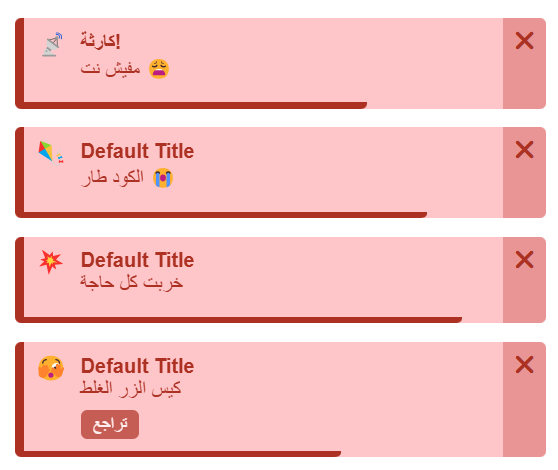 كارثة!
مفيش نت 😩
Default Title
الكود طار 😭
Default Title
خربت كل حاجة
Default Title
كيس الزر الغلط
تراجع